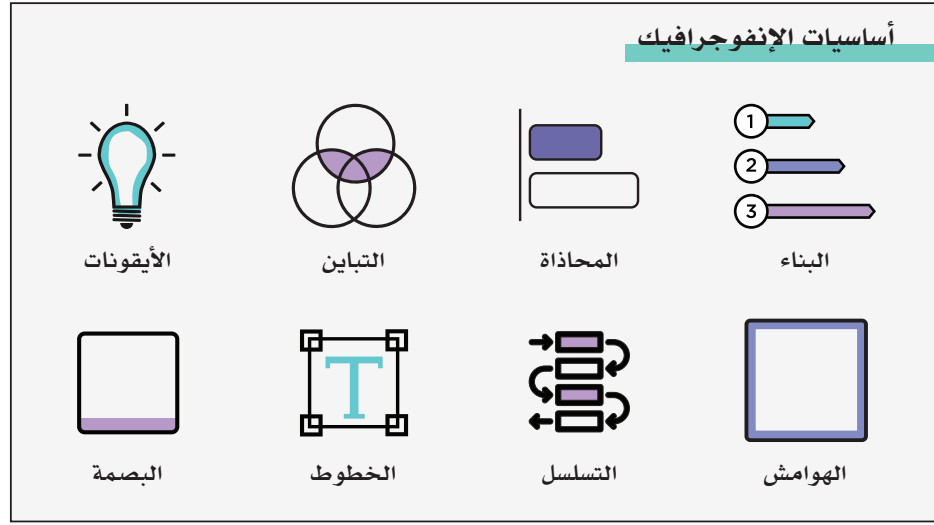 أساسيات الإنفوجرافيك
1
2
3
البناء
المحاذاة
التباين
الأيقونات
الهوامش
التسلسل
T
الخطوط
البصمة